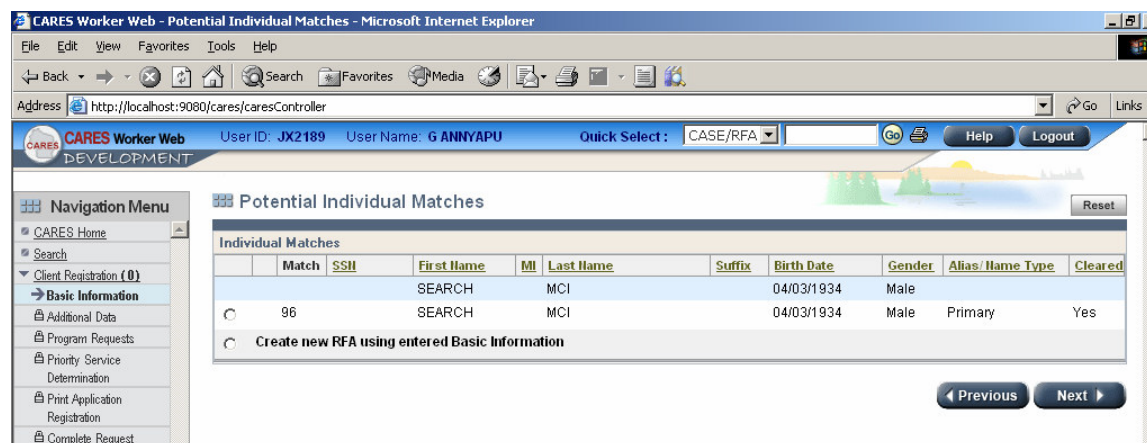 CARES Worker Web - Potential Individual Matches - Microsoft Internet Explorer
File Edit View Favorites Tools Help
Back Search Favorites Media
Address http://localhost:9080/cares/caresController Go Links
CARES CARES Worker Web User ID: JX2189 User Name: G ANNYAPU Quick Select : CASE/RFA Go Help Logout
DEVELOPMENT
Navigation Menu Potential Individual Matches Reset
CARES Home
Search
Client Registration (0)
Basic Information
Additional Data
Program Requests
Priority Service
Determination
Print Application
Registration
Complete Request
Individual Matches
Match SSN First Name MI Last Name Suffix Birth Date Gender Alias/Name Type Cleared
SEARCH MCI 04/03/1934 Male
96 SEARCH MCI 04/03/1934 Male Primary Yes
Create new RFA using entered Basic Information
Previous Next